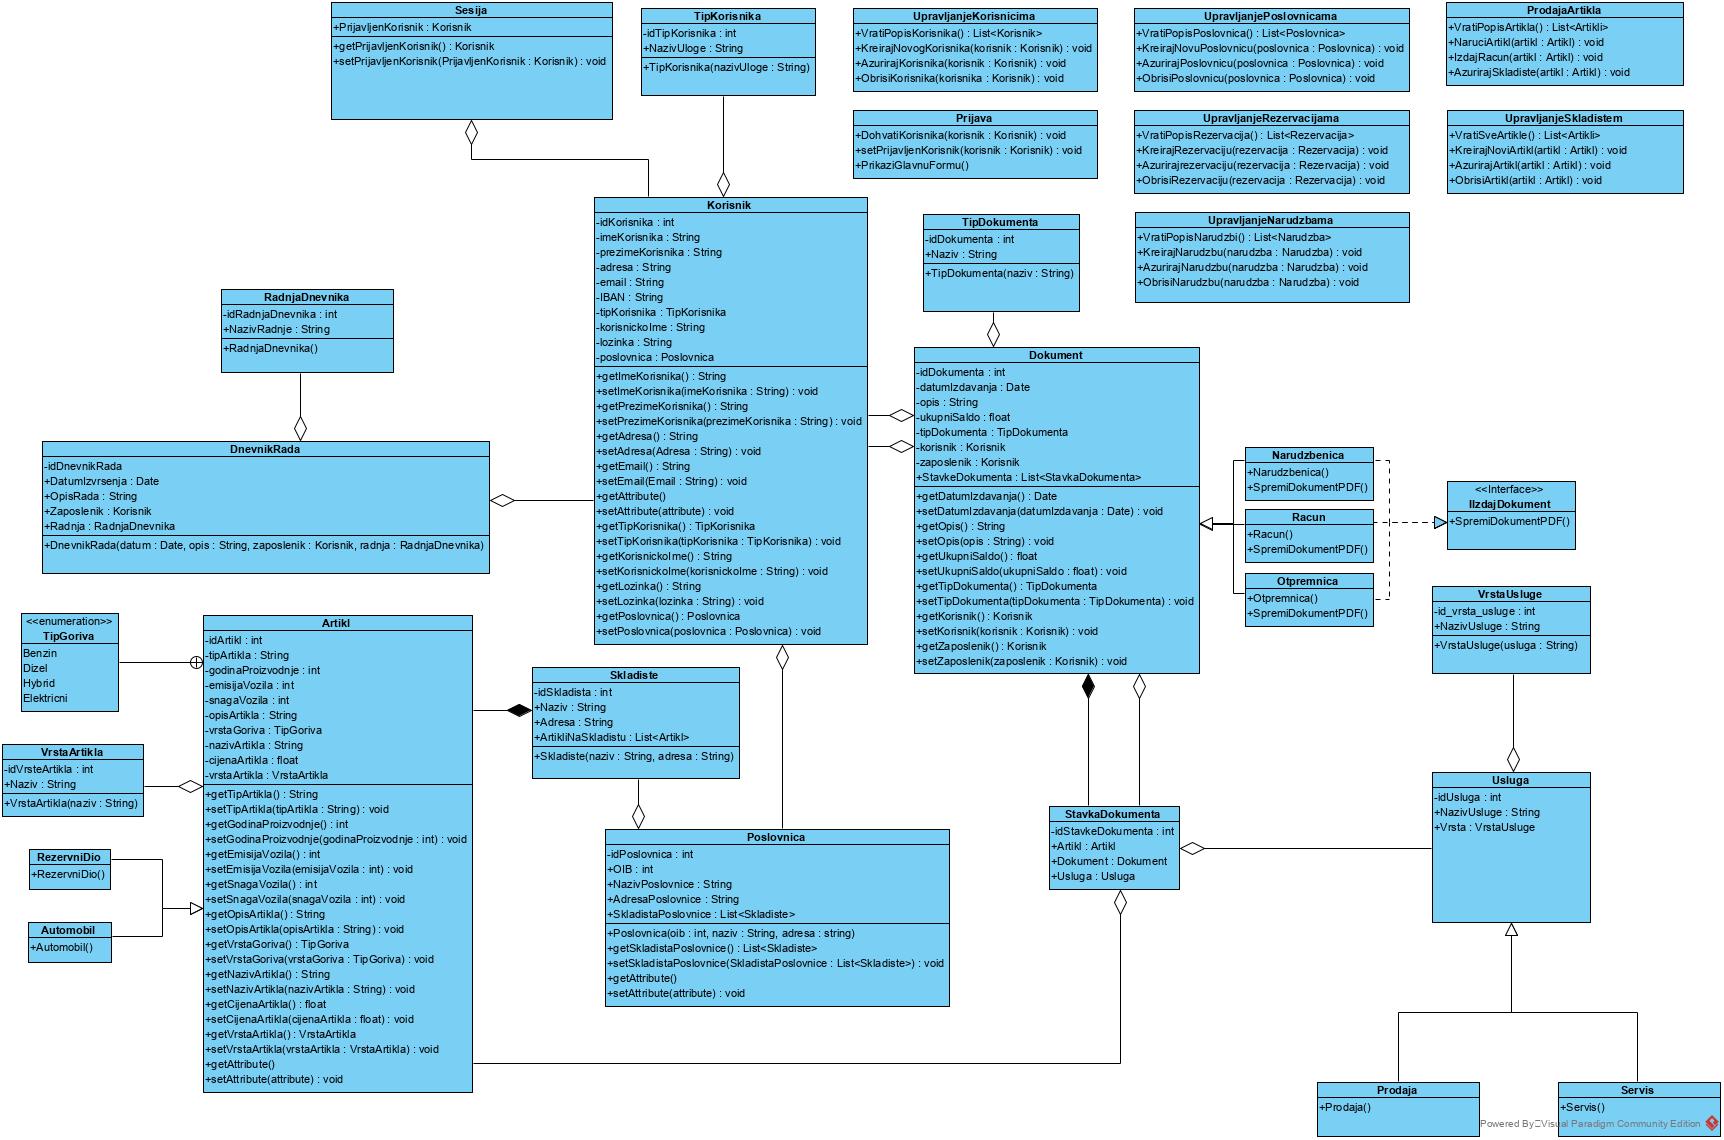 Sesija
+PrijavljenKorisnik : Korisnik
+getPrijavljenKorisnik() : Korisnik
+setPrijavljenKorisnik(PrijavljenKorisnik : Korisnik) : void
TipKorisnika
-idTipKorisnika : int
+NazivUloge : String
+TipKorisnika(nazivUloge : String)
UpravljanjeKorisnicima
+VratiPopisKorisnika() : List<Korisnik>
+KreirajNovogKorisnika(korisnik : Korisnik) : void
+AzurirajKorisnika(korisnik : Korisnik) : void
+ObrisiKorisnika(korisnika : Korisnik) : void
UpravljanjePoslovnicama
+VratiPopisPoslovnica() : List<Poslovnica>
+KreirajNovuPoslovnicu(poslovnica : Poslovnica) : void
+AzurirajPoslovnicu(poslovnica : Poslovnica) : void
+ObrisiPoslovnicu(poslovnica : Poslovnica) : void
ProdajaArtikla
+VratiPopisArtikla() : List<Artikli>
+NaruciArtikl(artikl : Artikl) : void
+IzdajRacun(artikl : Artikl) : void
+AzurirajSkladiste(artikl : Artikl) : void
Prijava
+DohvatiKorisnika(korisnik : Korisnik) : void
+setPrijavljenKorisnik(korisnik : Korisnik) : void
+PrikaziGlavnuFormu()
UpravljanjeRezervacijama
+VratiPopisRezervacija() : List<Rezervacija>
+KreirajRezervaciju(rezervacija : Rezervacija) : void
+Azurirajrezervaciju(rezervacija : Rezervacija) : void
+ObrisiRezervaciju(rezervacija : Rezervacija) : void
UpravljanjeSkladistem
+VratiSveArtikle() : List<Artikli>
+KreirajNoviArtikl(artikl : Artikl) : void
+AzurirajArtikl(artikl : Artikl) : void
+ObrisiArtikl(artikl : Artikl) : void
Korisnik
-idKorisnika : int
-imeKorisnika : String
-prezimeKorisnika : String
-adresa : String
-email : String
-IBAN : String
-tipKorisnika : TipKorisnika
-korisnickoIme : String
-lozinka : String
-poslovnica : Poslovnica
+getImeKorisnika() : String
+setImeKorisnika(imeKorisnika : String) : void
+getPrezimeKorisnika() : String
+setPrezimeKorisnika(prezimeKorisnika : String) : void
+getAdresa() : String
+setAdresa(Adresa : String) : void
+getEmail() : String
+setEmail(Email : String) : void
+getAttribute()
+setAttribute(attribute) : void
+getTipKorisnika() : TipKorisnika
+setTipKorisnika(tipKorisnika : TipKorisnika) : void
+getKorisnickoIme() : String
+setKorisnickoIme(korisnickoIme : String) : void
+getLozinka() : String
+setLozinka(lozinka : String) : void
+getPoslovnica() : Poslovnica
+setPoslovnica(poslovnica : Poslovnica) : void
TipDokumenta
-idDokumenta : int
+Naziv : String
+TipDokumenta(naziv : String)
UpravljanjeNarudzbama
+VratiPopisNarudzbi() : List<Narudzba>
+KreirajNarudzbu(narudzba : Narudzba) : void
+AzurirajNarudzbu(narudzba : Narudzba) : void
+ObrisiNarudzbu(narudzba : Narudzba) : void
RadnjaDnevnika
-idRadnjaDnevnika : int
+NazivRadnje : String
+RadnjaDnevnika()
Dokument
-idDokumenta : int
-datumIzdavanja : Date
-opis : String
-ukupniSaldo : float
-tipDokumenta : TipDokumenta
-korisnik : Korisnik
-zaposlenik : Korisnik
+StavkeDokumenta : List<StavkaDokumenta>
+getDatumIzdavanja() : Date
+setDatumIzdavanja(datumIzdavanja : Date) : void
+getOpis() : String
+setOpis(opis : String) : void
+getUkupniSaldo() : float
+setUkupniSaldo(ukupniSaldo : float) : void
+getTipDokumenta() : TipDokumenta
+setTipDokumenta(tipDokumenta : TipDokumenta) : void
+getKorisnik() : Korisnik
+setKorisnik(korisnik : Korisnik) : void
+getZaposlenik() : Korisnik
+setZaposlenik(zaposlenik : Korisnik) : void
DnevnikRada
-idDnevnikRada
+DatumIzvrsenja : Date
+OpisRada : String
+Zaposlenik : Korisnik
+Radnja : RadnjaDnevnika
+DnevnikRada(datum : Date, opis : String, zaposlenik : Korisnik, radnja : RadnjaDnevnika)
Narudzbenica
+Narudzbenica()
+SpremiDokumentPDF()
Racun
+Racun()
+SpremiDokumentPDF()
Otpremnica
+Otpremnica()
+SpremiDokumentPDF()
<<Interface>>
IIzdajDokument
+SpremiDokumentPDF()
VrstaUsluge
-id_vrsta_usluge : int
+NazivUsluge : String
+VrstaUsluge(usluga : String)
<<enumeration>>
TipGoriva
Benzin
Dizel
Hybrid
Elektricni
Artikl
-idArtikl : int
-tipArtikla : String
-godinaProizvodnje : int
-emisijaVozila : int
-snagaVozila : int
-opisArtikla : String
-vrstaGoriva : TipGoriva
-nazivArtikla : String
-cijenaArtikla : float
-vrstaArtikla : VrstaArtikla
+getTipArtikla() : String
+setTipArtikla(tipArtikla : String) : void
+getGodinaProizvodnje() : int
+setGodinaProizvodnje(godinaProizvodnje : int) : void
+getEmisijaVozila() : int
+setEmisijaVozila(emisijaVozila : int) : void
+getSnagaVozila() : int
+setSnagaVozila(snagaVozila : int) : void
+getOpisArtikla() : String
+setOpisArtikla(opisArtikla : String) : void
+getVrstaGoriva() : TipGoriva
+setVrstaGoriva(vrstaGoriva : TipGoriva) : void
+getNazivArtikla() : String
+setNazivArtikla(nazivArtikla : String) : void
+getCijenaArtikla() : float
+setCijenaArtikla(cijenaArtikla : float) : void
+getVrstaArtikla() : VrstaArtikla
+setVrstaArtikla(vrstaArtikla : VrstaArtikla) : void
+getAttribute()
+setAttribute(attribute) : void
Skladiste
-idSkladista : int
+Naziv : String
+Adresa : String
+ArtikliNaSkladistu : List<Artikl>
+Skladiste(naziv : String, adresa : String)
VrstaArtikla
-idVrsteArtikla : int
+Naziv : String
+VrstaArtikla(naziv : String)
RezervniDio
+RezervniDio()
Automobil
+Automobil()
Poslovnica
-idPoslovnica : int
+OIB : int
+NazivPoslovnice : String
+AdresaPoslovnice : String
+SkladistaPoslovnice : List<Skladiste>
+Poslovnica(oib : int, naziv : String, adresa : string)
+getSkladistaPoslovnice() : List<Skladiste>
+setSkladistaPoslovnice(SkladistaPoslovnice : List<Skladiste>) : void
+getAttribute()
+setAttribute(attribute) : void
StavkaDokumenta
-idStavkeDokumenta : int
+Artikl : Artikl
+Dokument : Dokument
+Usluga : Usluga
Usluga
-idUsluga : int
+NazivUsluge : String
+Vrsta : VrstaUsluge
Prodaja
+Prodaja()
Servis
+Servis()
Powered By Visual Paradigm Community Edition